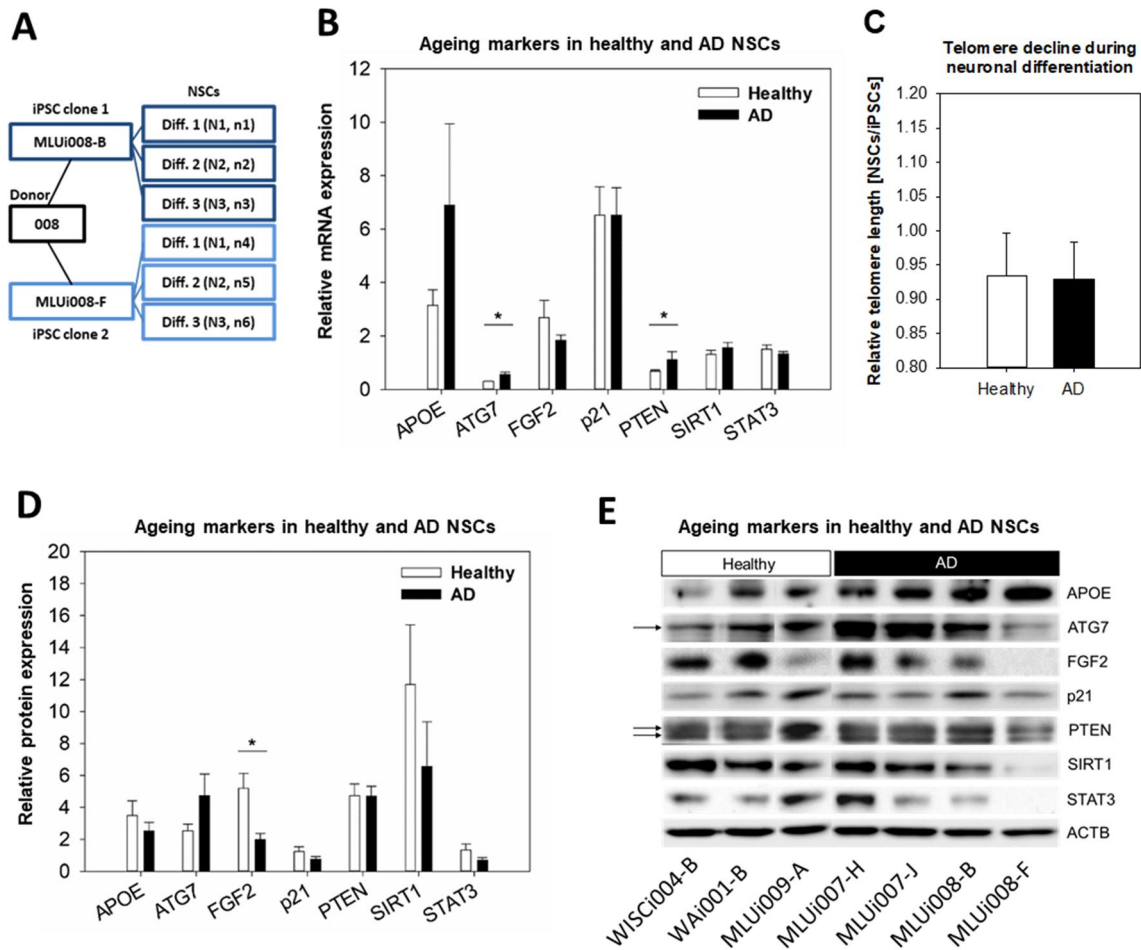 A
NSCs
iPSC clone 1
MLUi008-B
Diff. 1 (N1, n1)
Diff. 2 (N2, n2)
Diff. 3 (N3, n3)
Donor
008
Diff. 1 (N1, n4)
Diff. 2 (N2, n5)
Diff. 3 (N3, n6)
MLUi008-F
iPSC clone 2
B
Ageing markers in healthy and AD NSCs
Relative mRNA expression
12
10
8
6
4
2
0
Healthy
AD
*
*
APOE
ATG7
FGF2
p21
PTEN
SIRT1
STAT3
C
Telomere decline during
neuronal differentiation
Relative telomere length [NSCs/iPSCs]
1.20
1.15
1.10
1.05
1.00
0.95
0.90
0.85
0.80
Healthy
AD
D
Ageing markers in healthy and AD NSCs
Relative protein expression
20
18
16
14
12
10
8
6
4
2
0
Healthy
AD
*
APOE
ATG7
FGF2
p21
PTEN
SIRT1
STAT3
E
Ageing markers in healthy and AD NSCs
Healthy
AD
APOE
ATG7
FGF2
p21
PTEN
SIRT1
STAT3
ACTB
WISCi004-B
WAi001-B
MLUi009-A
MLUi007-H
MLUi007-J
MLUi008-B
MLUi008-F